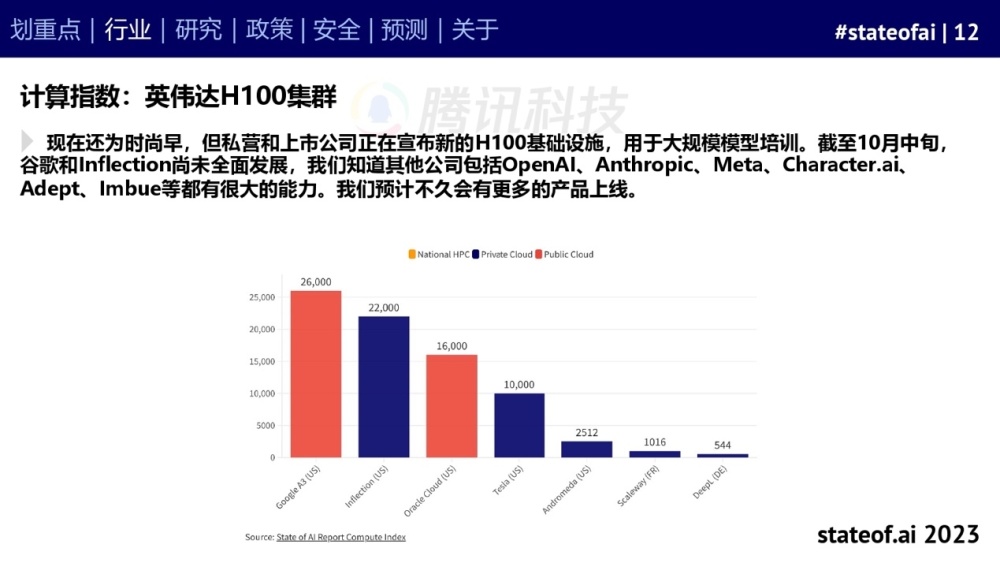 划重点 | 行业 | 研究 | 政策 | 安全 | 预测 | 关于
#stateofai | 12
计算指数：英伟达H100集群
腾讯科技
现在还为时尚早，但私营和上市公司正在宣布新的H100基础设施，用于大规模模型培训。截至10月中旬，
谷歌和Inflection尚未全面发展，我们知道其他公司包括OpenAI、Anthropic、Meta、Character.ai、
Adept、Imbue等都有很大的能力。我们预计不久会有更多的产品上线。
National HPC Private Cloud Public Cloud
26,000
22,000
16,000
10,000
2512
1016
544
25,000
20,000
15,000
10,000
5000
0
Google A3 (US)
Inflection (US)
Oracle Cloud (US)
Tesla (US)
Andromeda (US)
Scaleway (FR)
DeepL (DE)
Source: State of AI Report Compute Index
stateof.ai 2023